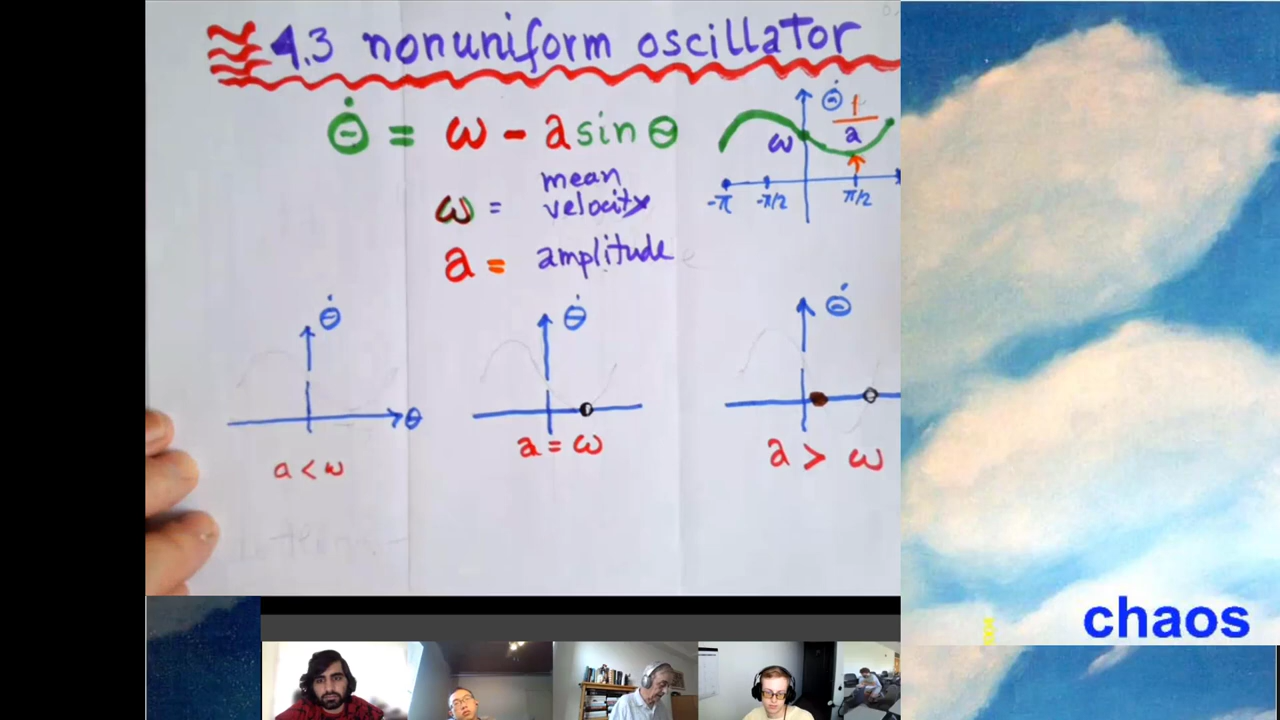 4.3 nonuniform oscillator
θ̇ = ω - a sin θ
ω = mean velocity
a = amplitude
θ̇
ω
a
-π -π/2 π/2
θ̇
θ
a < ω
θ̇
a = ω
θ̇
a > ω
chaos